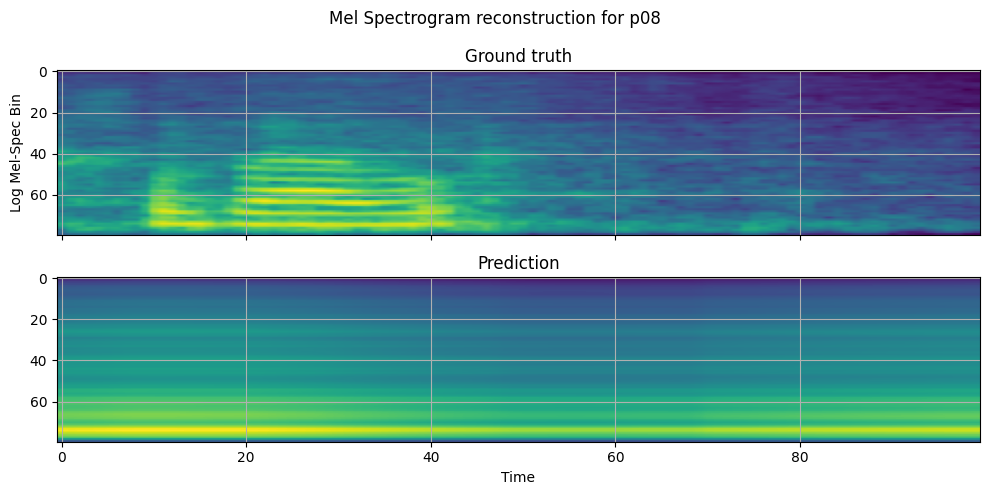 Mel Spectrogram reconstruction for p08
Ground truth
0
20
40
60
Log Mel-Spec Bin
Prediction
0
20
40
60
0 20 40 60 80
Time